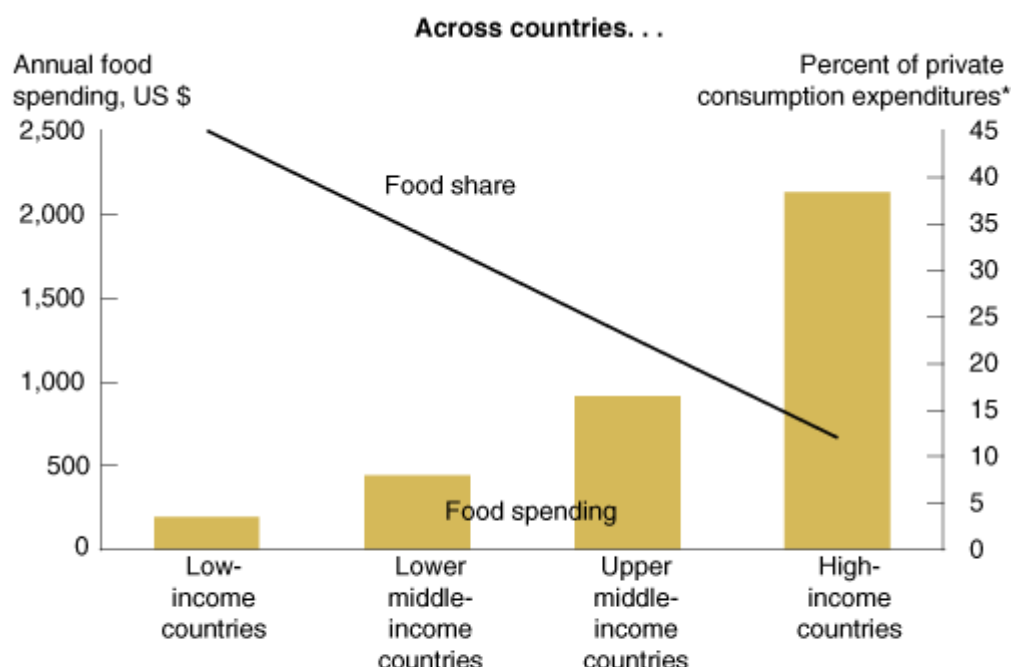 Across countries. . .
Annual food
spending, US $
Percent of private
consumption expenditures*
2,500
2,000
1,500
1,000
500
0
45
40
35
30
25
20
15
10
5
0
Food share
Food spending
Low-
income
countries
Lower
middle-
income
countries
Upper
middle-
income
countries
High-
income
countries